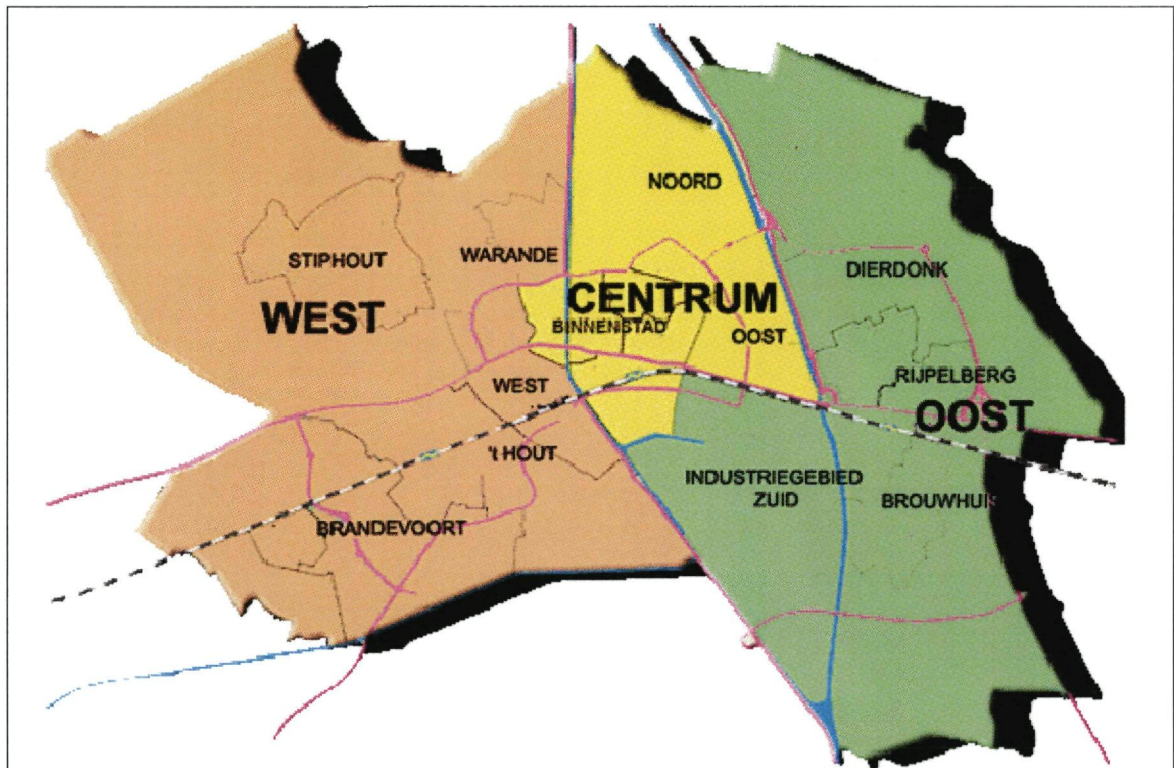 NOORD
STIPHOUT
WARANDE
DIERDONK
WEST
CENTRUM
BINNENSTAD
OOST
WEST
RIJPELBERG
OOST
't HOUT
INDUSTRIEGEBIED
ZUID
BROUWHUIS
BRANDEVOORT